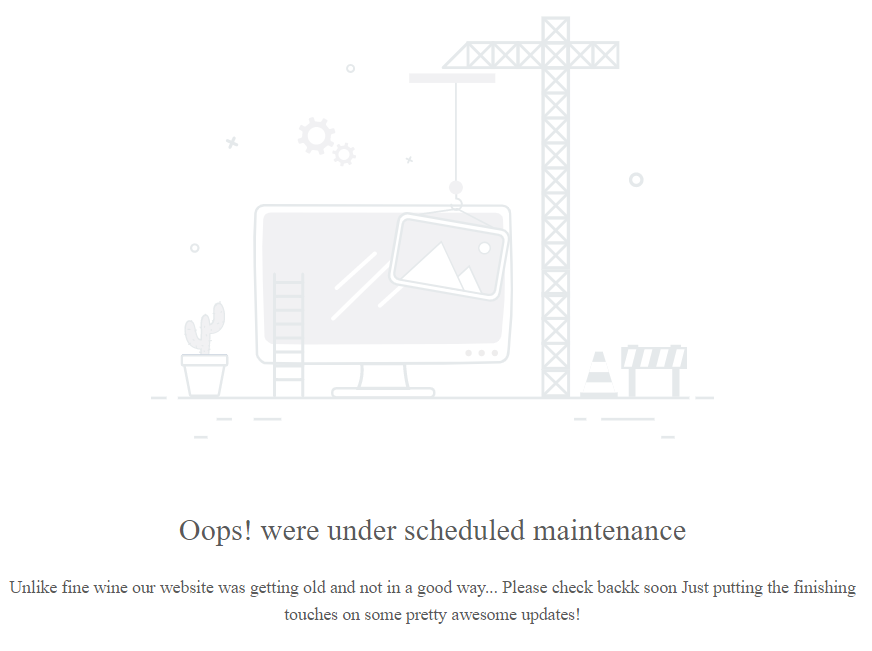 Oops! were under scheduled maintenance
Unlike fine wine our website was getting old and not in a good way... Please check backk soon Just putting the finishing
touches on some pretty awesome updates!